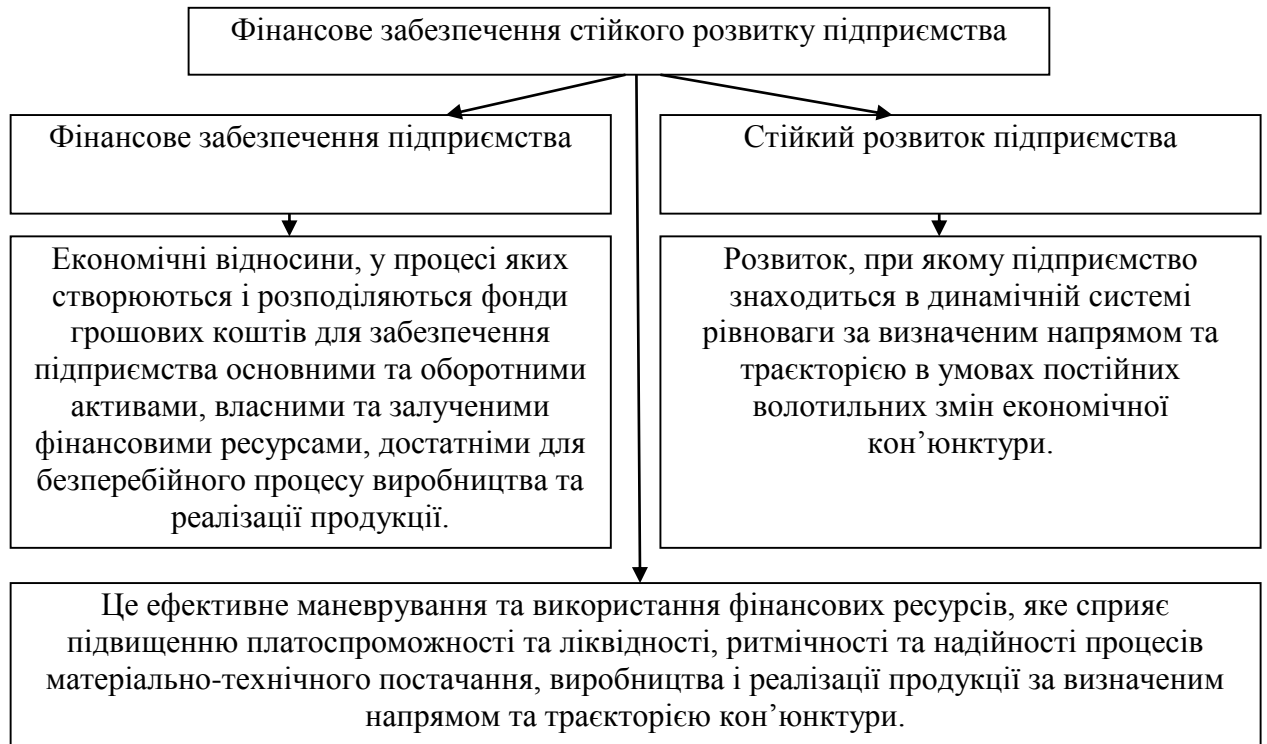 Фінансове забезпечення стійкого розвитку підприємства
Фінансове забезпечення підприємства
Стійкий розвиток підприємства
Економічні відносини, у процесі яких
створюються і розподіляються фонди
грошових коштів для забезпечення
підприємства основними та оборотними
активами, власними та залученими
фінансовими ресурсами, достатніми для
безперебійного процесу виробництва та
реалізації продукції.
Розвиток, при якому підприємство
знаходиться в динамічній системі
рівноваги за визначеним напрямом та
траєкторією в умовах постійних
волотильних змін економічної
кон’юнктури.
Це ефективне маневрування та використання фінансових ресурсів, яке сприяє
підвищенню платоспроможності та ліквідності, ритмічності та надійності процесів
матеріально-технічного постачання, виробництва і реалізації продукції за визначеним
напрямом та траєкторією кон’юнктури.